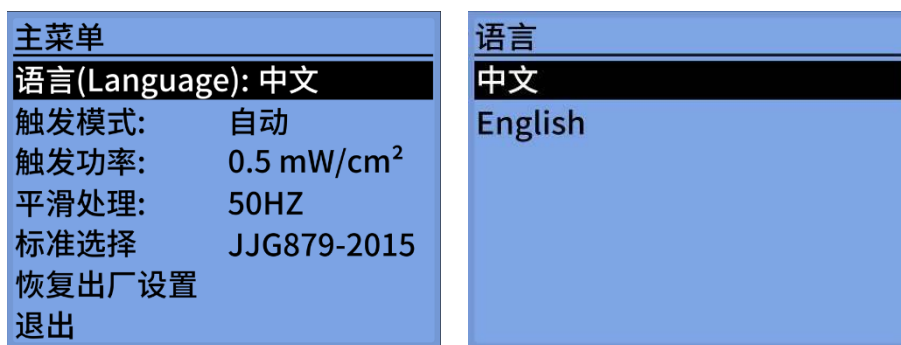 主菜单
语言(Language): 中文
触发模式: 自动
触发功率: 0.5 mW/cm²
平滑处理: 50HZ
标准选择 JJG879-2015
恢复出厂设置
退出
语言
中文
English